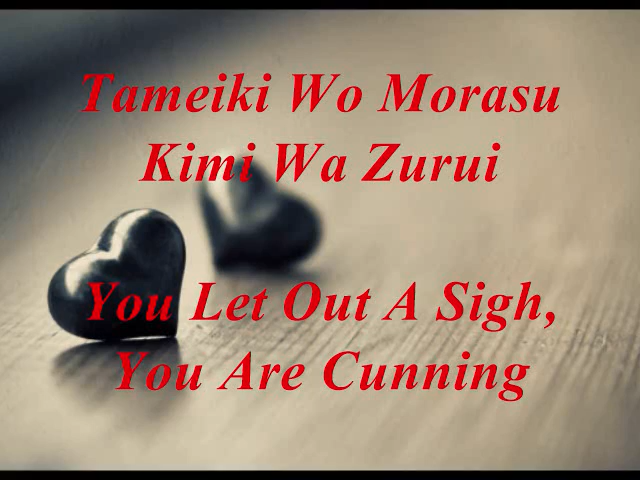 Tameiki Wo Morasu
Kimi Wa Zurui
You Let Out A Sigh,
You Are Cunning